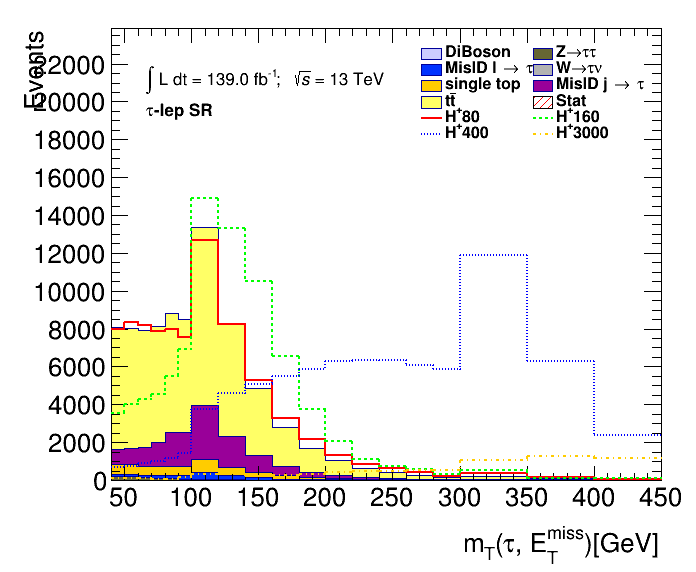 Events
22000
20000
18000
16000
14000
12000
10000
8000
6000
4000
2000
0
∫ L dt = 139.0 fb⁻¹; √s = 13 TeV
τ-lep SR
DiBoson Z→ττ
MisID l → τ W→τν
single top MisID j → τ
tt̄ Stat
H⁺80 H⁺160
H⁺400 H⁺3000
50 100 150 200 250 300 350 400 450
m_T(τ, E_T^miss)[GeV]